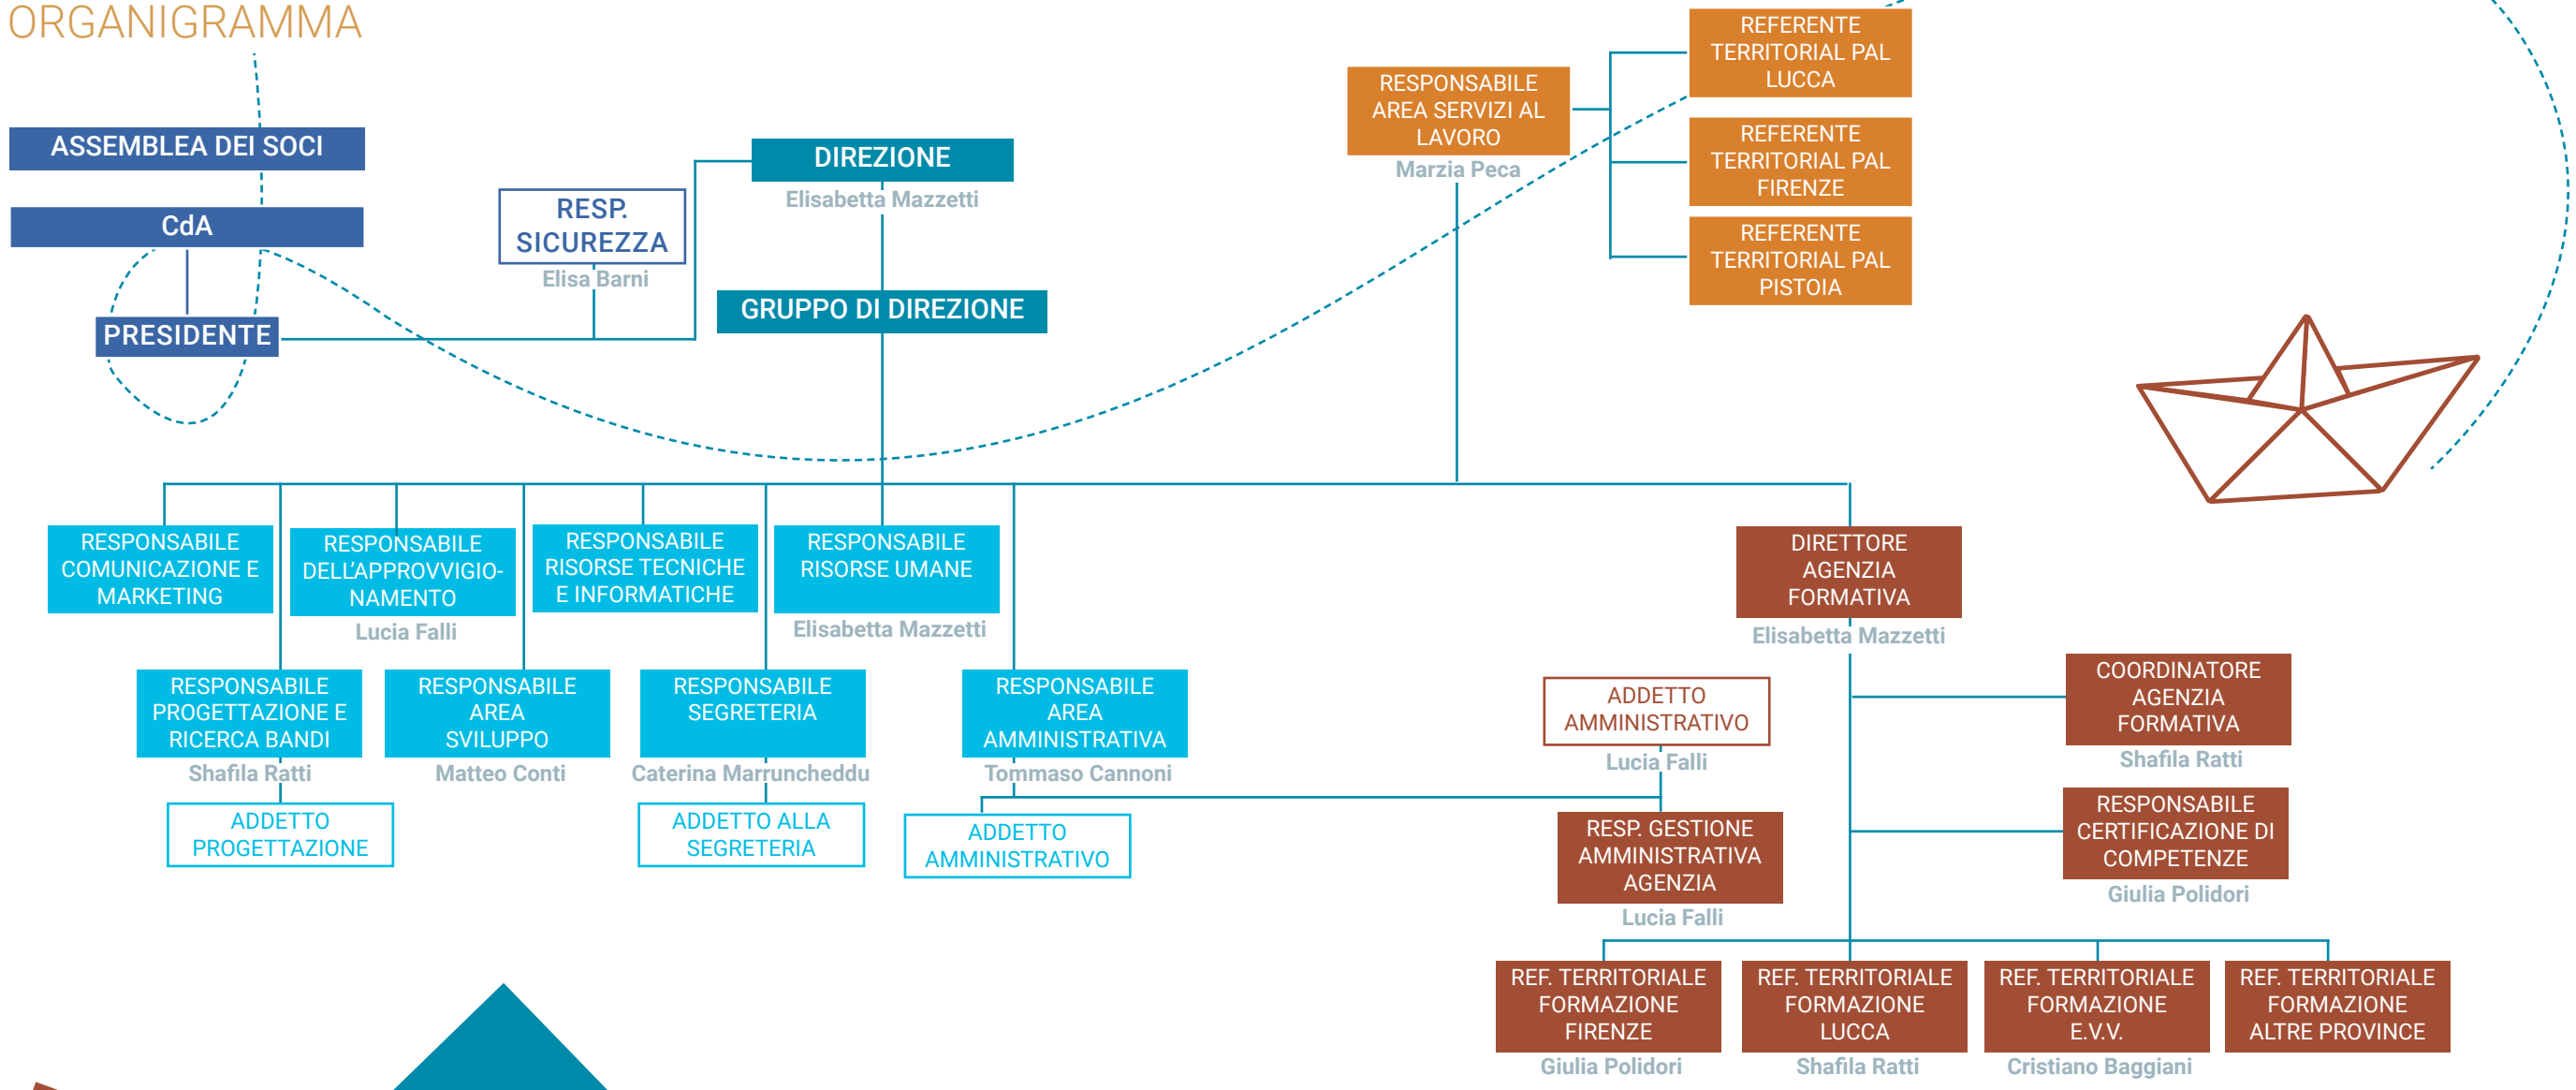 ORGANIGRAMMA
ASSEMBLEA DEI SOCI
CdA
PRESIDENTE
RESP.
SICUREZZA
Elisa Barni
DIREZIONE
Elisabetta Mazzetti
GRUPPO DI DIREZIONE
RESPONSABILE
AREA SERVIZI AL
LAVORO
Marzia Peca
REFERENTE
TERRITORIAL PAL
LUCCA
REFERENTE
TERRITORIAL PAL
FIRENZE
REFERENTE
TERRITORIAL PAL
PISTOIA
RESPONSABILE
COMUNICAZIONE E
MARKETING
RESPONSABILE
DELL'APPROVVIGIO-
NAMENTO
Lucia Falli
RESPONSABILE
RISORSE TECNICHE
E INFORMATICHE
RESPONSABILE
RISORSE UMANE
Elisabetta Mazzetti
RESPONSABILE
PROGETTAZIONE E
RICERCA BANDI
Shafila Ratti
ADDETTO
PROGETTAZIONE
RESPONSABILE
AREA
SVILUPPO
Matteo Conti
RESPONSABILE
SEGRETERIA
Caterina Marruncheddu
ADDETTO ALLA
SEGRETERIA
RESPONSABILE
AREA
AMMINISTRATIVA
Tommaso Cannoni
ADDETTO
AMMINISTRATIVO
DIRETTORE
AGENZIA
FORMATIVA
Elisabetta Mazzetti
ADDETTO
AMMINISTRATIVO
Lucia Falli
RESP. GESTIONE
AMMINISTRATIVA
AGENZIA
Lucia Falli
COORDINATORE
AGENZIA
FORMATIVA
Shafila Ratti
RESPONSABILE
CERTIFICAZIONE DI
COMPETENZE
Giulia Polidori
REF. TERRITORIALE
FORMAZIONE
FIRENZE
Giulia Polidori
REF. TERRITORIALE
FORMAZIONE
LUCCA
Shafila Ratti
REF. TERRITORIALE
FORMAZIONE
E.V.V.
Cristiano Baggiani
REF. TERRITORIALE
FORMAZIONE
ALTRE PROVINCE